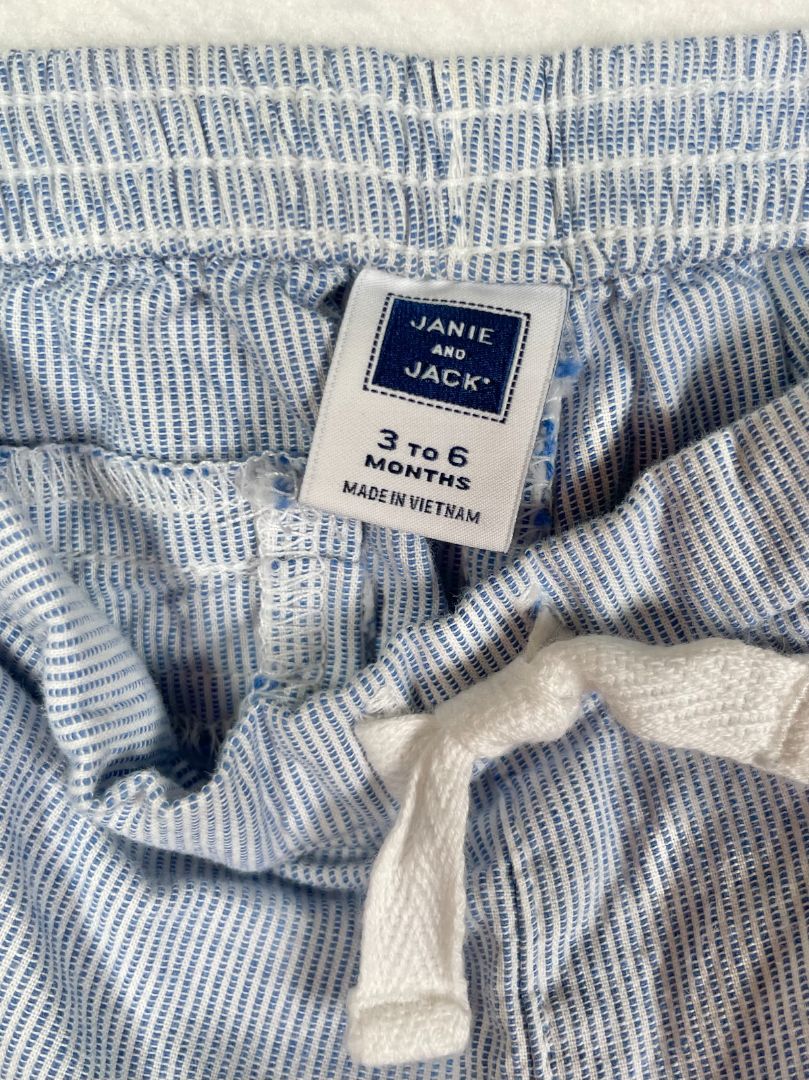 JANIE
AND
JACK
3 TO 6
MONTHS
MADE IN VIETNAM